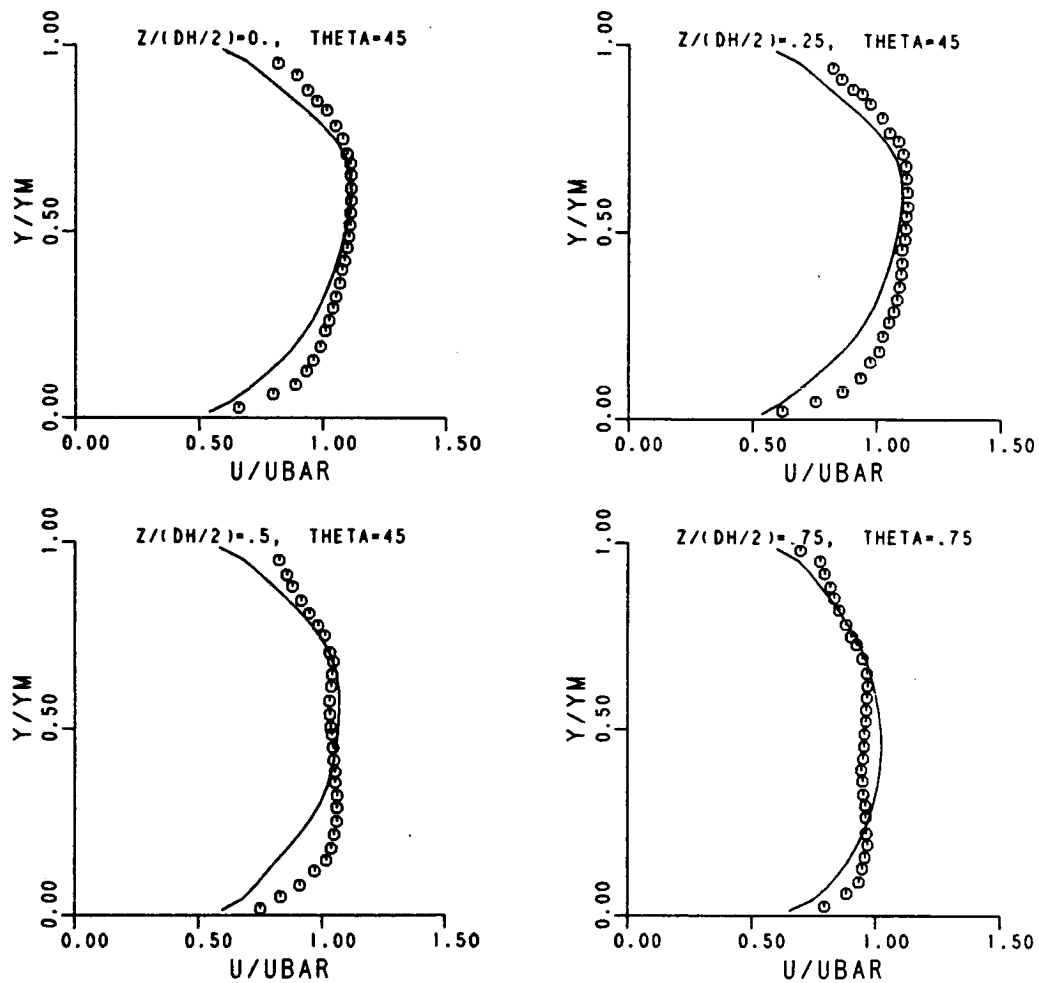 Z/(DH/2)=0., THETA=45
1.00
0.50
0.00
Y/YM
0.00 0.50 1.00 1.50
U/UBAR
Z/(DH/2)=.25, THETA=45
1.00
0.50
0.00
Y/YM
0.00 0.50 1.00 1.50
U/UBAR
Z/(DH/2)=.5, THETA=45
1.00
0.50
0.00
Y/YM
0.00 0.50 1.00 1.50
U/UBAR
Z/(DH/2)=.75, THETA=.75
1.00
0.50
0.00
Y/YM
0.00 0.50 1.00 1.50
U/UBAR